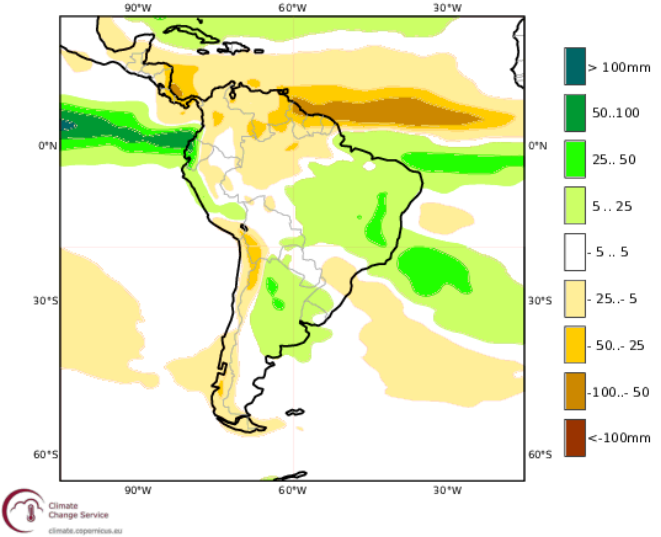 90°W 60°W 30°W
> 100mm
50..100
0°N 0°N
25.. 50
5 .. 25
- 5 .. 5
30°S 30°S
- 25..- 5
- 50..- 25
-100..- 50
<-100mm
60°S 60°S
90°W 60°W 30°W
Climate
Change Service
climate.copernicus.eu